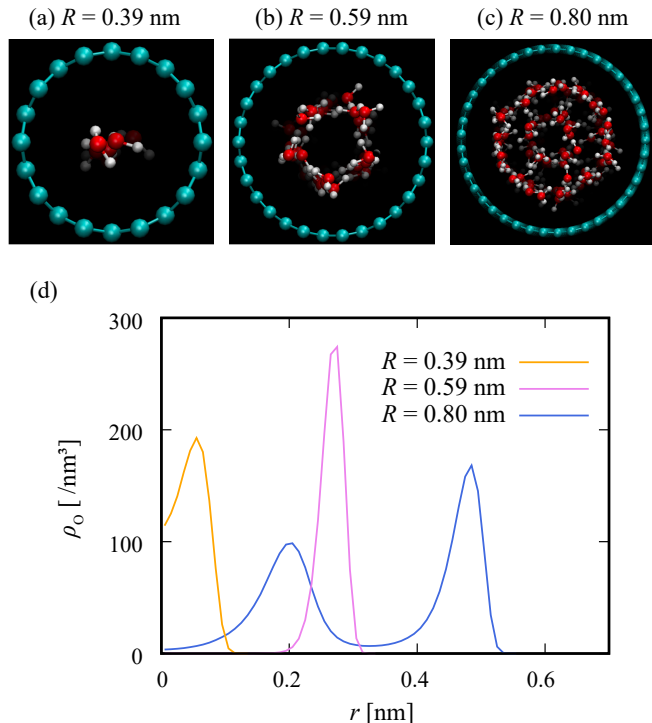 (a) R = 0.39 nm
(b) R = 0.59 nm
(c) R = 0.80 nm
(d)
300
200
100
0
ρO [ /nm³]
R = 0.39 nm
R = 0.59 nm
R = 0.80 nm
0
0.2
0.4
0.6
r [nm]